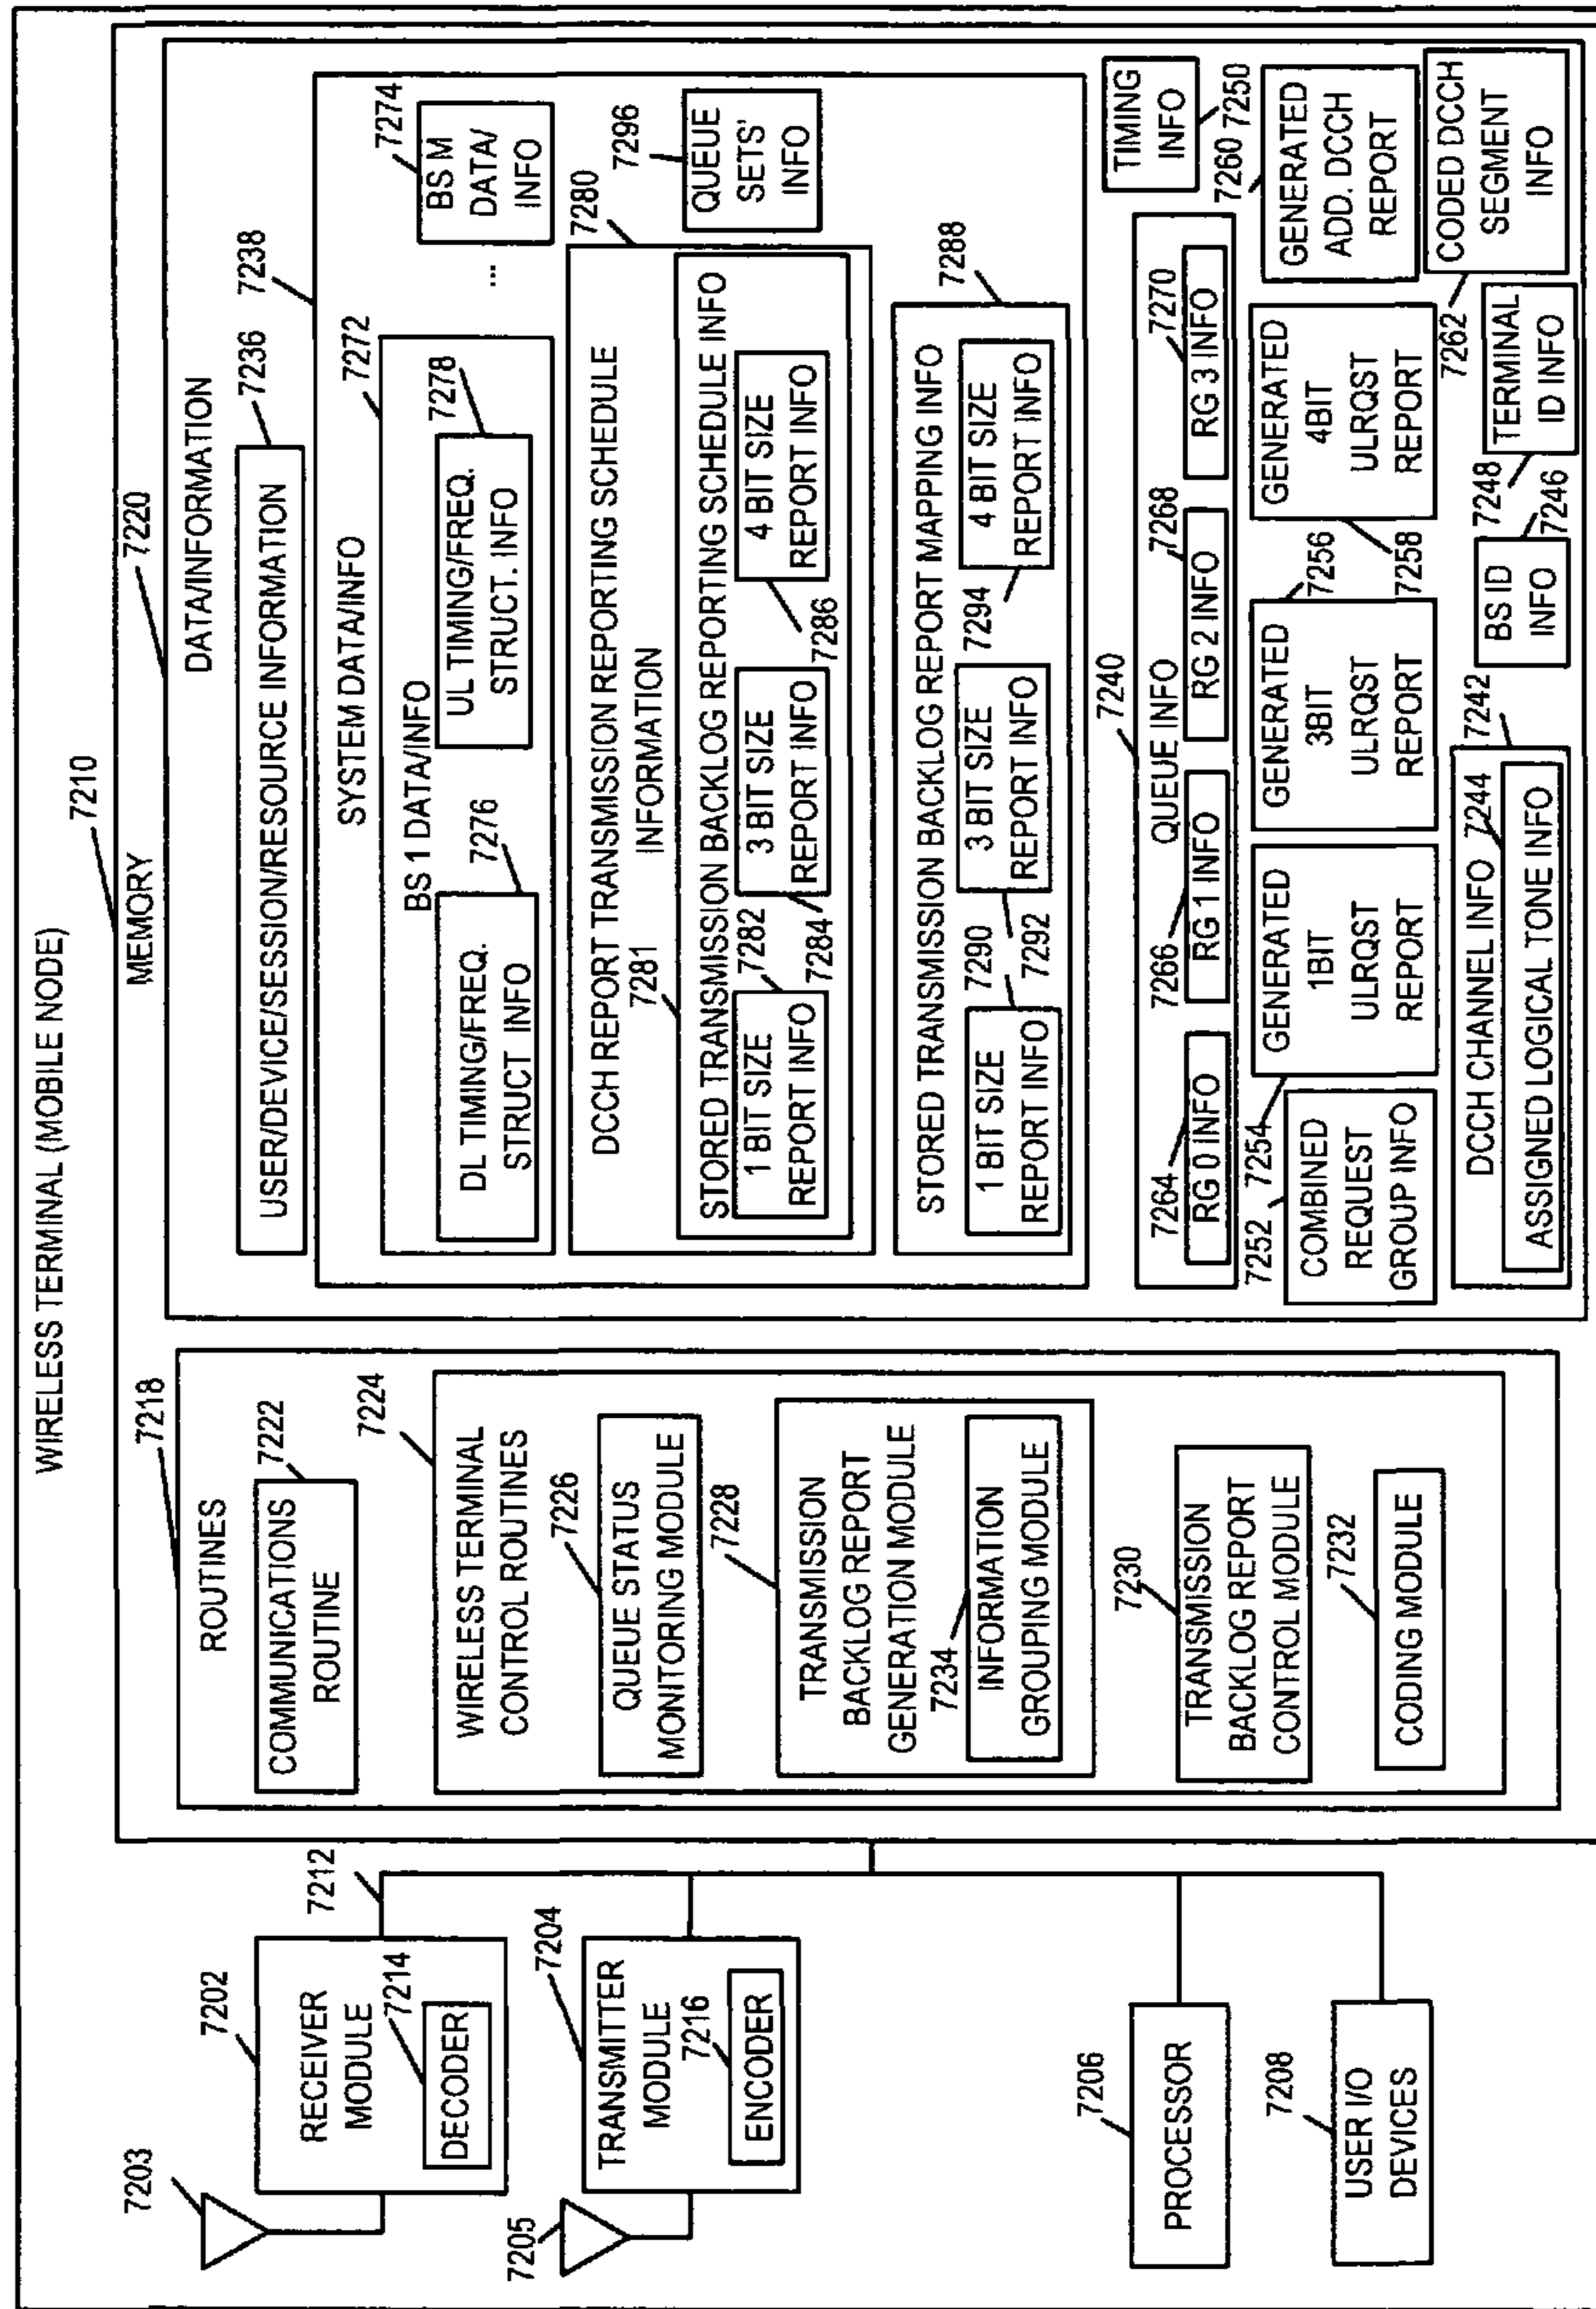 WIRELESS TERMINAL (MOBILE NODE)
7203
7202
RECEIVER
MODULE
7214
DECODER
7212
7205
7204
TRANSMITTER
MODULE
7216
ENCODER
7206
PROCESSOR
7208
USER I/O
DEVICES
7210
MEMORY
7218
ROUTINES
7222
COMMUNICATIONS
ROUTINE
7224
WIRELESS TERMINAL
CONTROL ROUTINES
7226
QUEUE STATUS
MONITORING MODULE
7228
TRANSMISSION
BACKLOG REPORT
GENERATION MODULE
7234
INFORMATION
GROUPING MODULE
7230
TRANSMISSION
BACKLOG REPORT
CONTROL MODULE
7232
CODING MODULE
7220
DATA/INFORMATION
7236
USER/DEVICE/SESSION/RESOURCE INFORMATION
7238
SYSTEM DATA/INFO
7272
BS 1 DATA/INFO
7276
DL TIMING/FREQ.
STRUCT INFO
7278
UL TIMING/FREQ.
STRUCT. INFO
...
7274
BS M
DATA/
INFO
7280
DCCH REPORT TRANSMISSION REPORTING SCHEDULE
INFORMATION
7281
STORED TRANSMISSION BACKLOG REPORTING SCHEDULE INFO
7282
1 BIT SIZE
REPORT INFO
7284
3 BIT SIZE
REPORT INFO
7286
4 BIT SIZE
REPORT INFO
7296
QUEUE
SETS'
INFO
7288
STORED TRANSMISSION BACKLOG REPORT MAPPING INFO
7290
1 BIT SIZE
REPORT INFO
7292
3 BIT SIZE
REPORT INFO
7294
4 BIT SIZE
REPORT INFO
7240
QUEUE INFO
7264
RG 0 INFO
7266
RG 1 INFO
7268
RG 2 INFO
7270
RG 3 INFO
TIMING
INFO
7250
7252
COMBINED
REQUEST
GROUP INFO
7254
GENERATED
1BIT
ULRQST
REPORT
7256
GENERATED
3BIT
ULRQST
REPORT
7258
GENERATED
4BIT
ULRQST
REPORT
7260
GENERATED
ADD. DCCH
REPORT
7242
DCCH CHANNEL INFO
7244
ASSIGNED LOGICAL TONE INFO
7246
BS ID
INFO
7248
TERMINAL
ID INFO
7262
CODED DCCH
SEGMENT
INFO